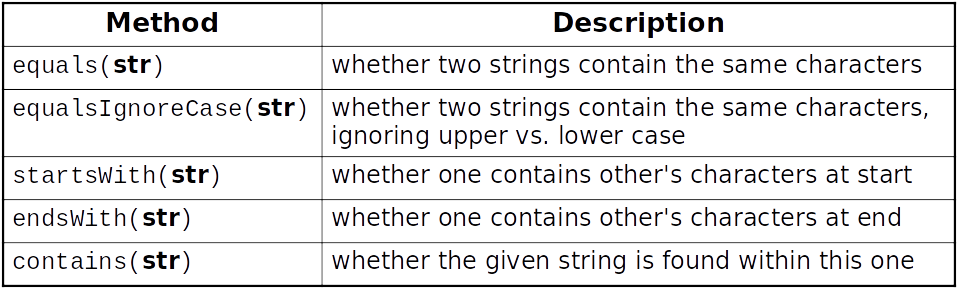 Method Description
equals(str) whether two strings contain the same characters
equalsIgnoreCase(str) whether two strings contain the same characters,
ignoring upper vs. lower case
startsWith(str) whether one contains other's characters at start
endsWith(str) whether one contains other's characters at end
contains(str) whether the given string is found within this one